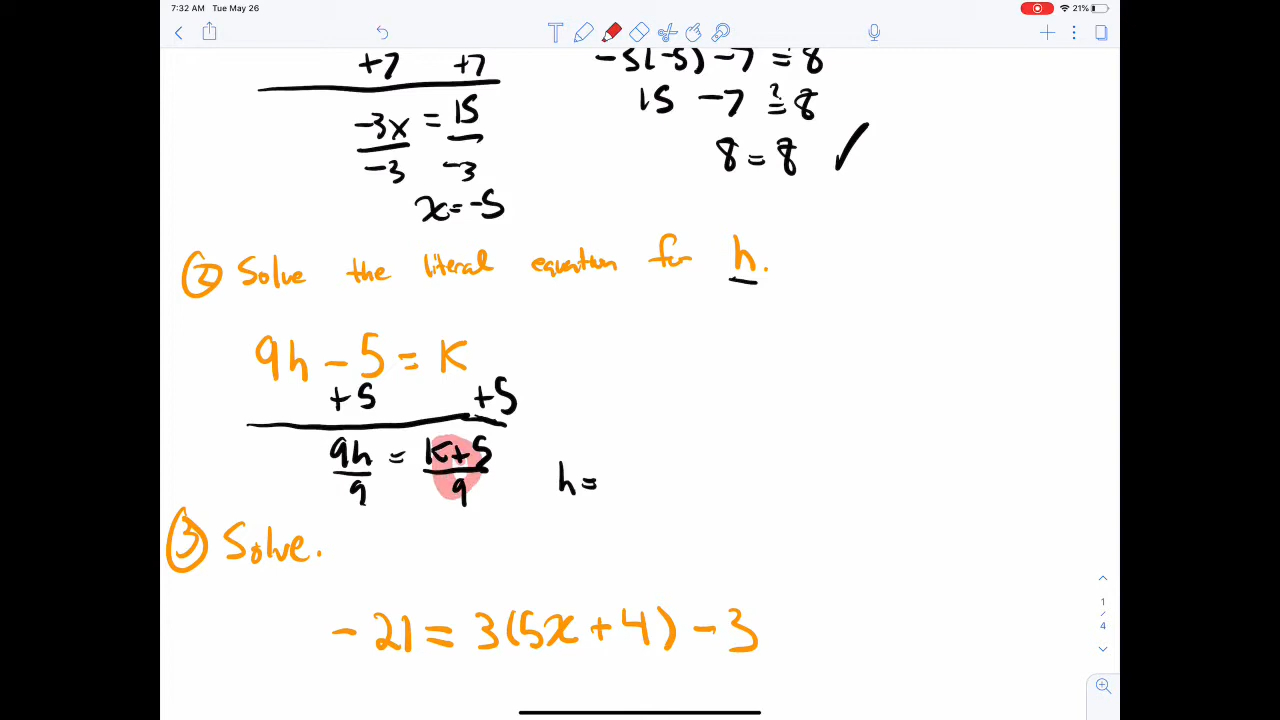 7:32 AM Tue May 26
21%
+7 +7
-3x = 15
-3 -3
x=-5
-3(-5) -7 ≟ 8
15 -7 ≟ 8
8 = 8 ✓
② Solve the literal equation for h.
9h - 5 = K
+5 +5
9h = K+5
9 9
h =
③ Solve.
-21 = 3(5x + 4) - 3
1
/
4